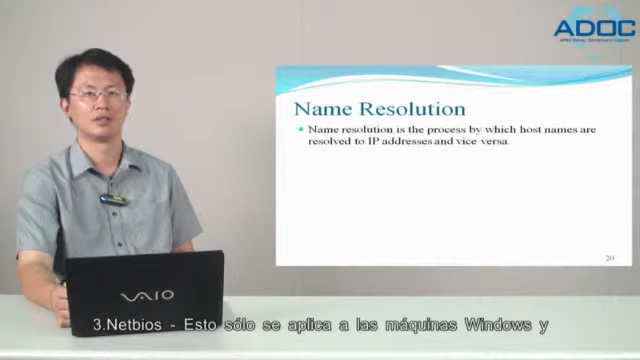 ADOC
Name Resolution
Name resolution is the process by which host names are
resolved to IP addresses and vice versa.
20
VAIO
3.Netbios - Esto sólo se aplica a las máquinas Windows y